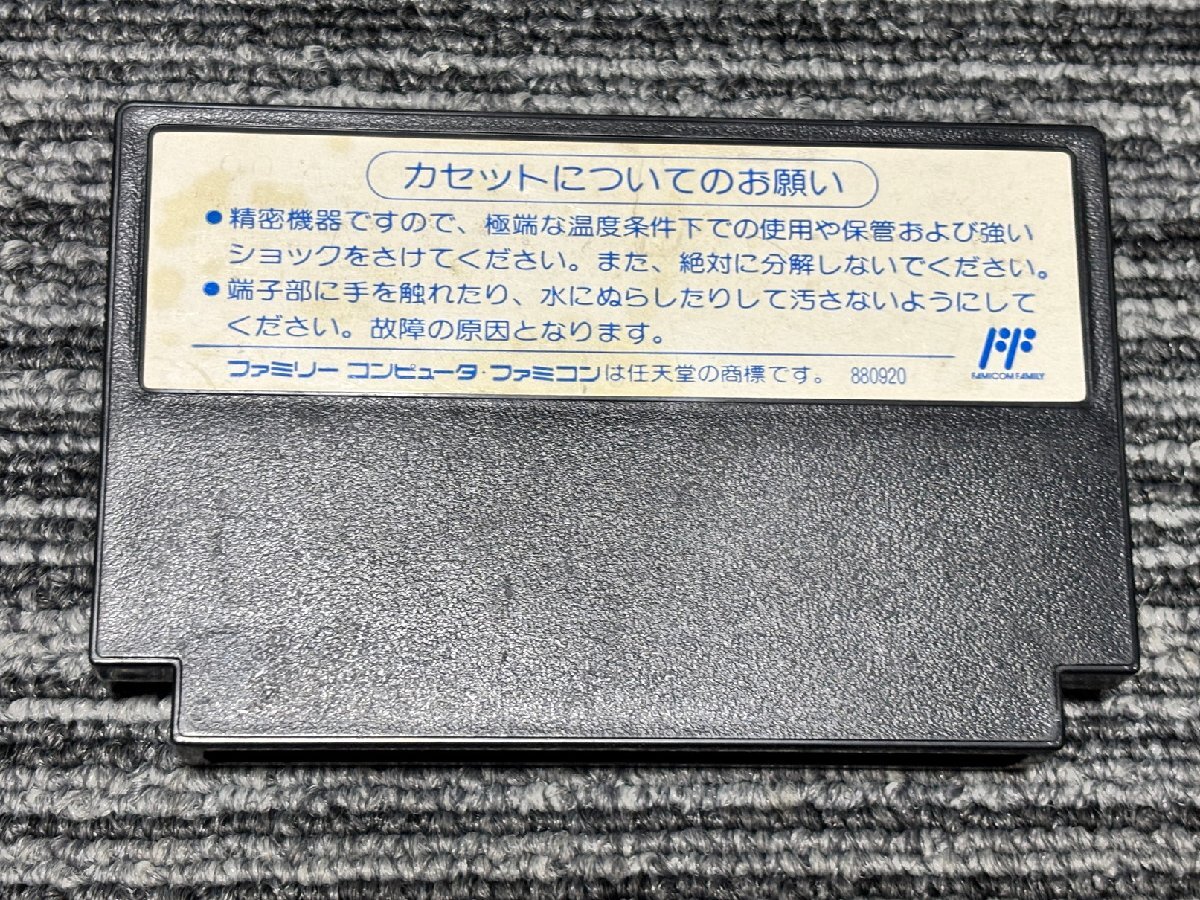 カセットについてのお願い
●精密機器ですので、極端な温度条件下での使用や保管および強い
ショックをさけてください。また、絶対に分解しないでください。
●端子部に手を触れたり、水にぬらしたりして汚さないようにして
ください。故障の原因となります。
ファミリーコンピュータ・ファミコンは任天堂の商標です。 880920
FAMICOM FAMILY